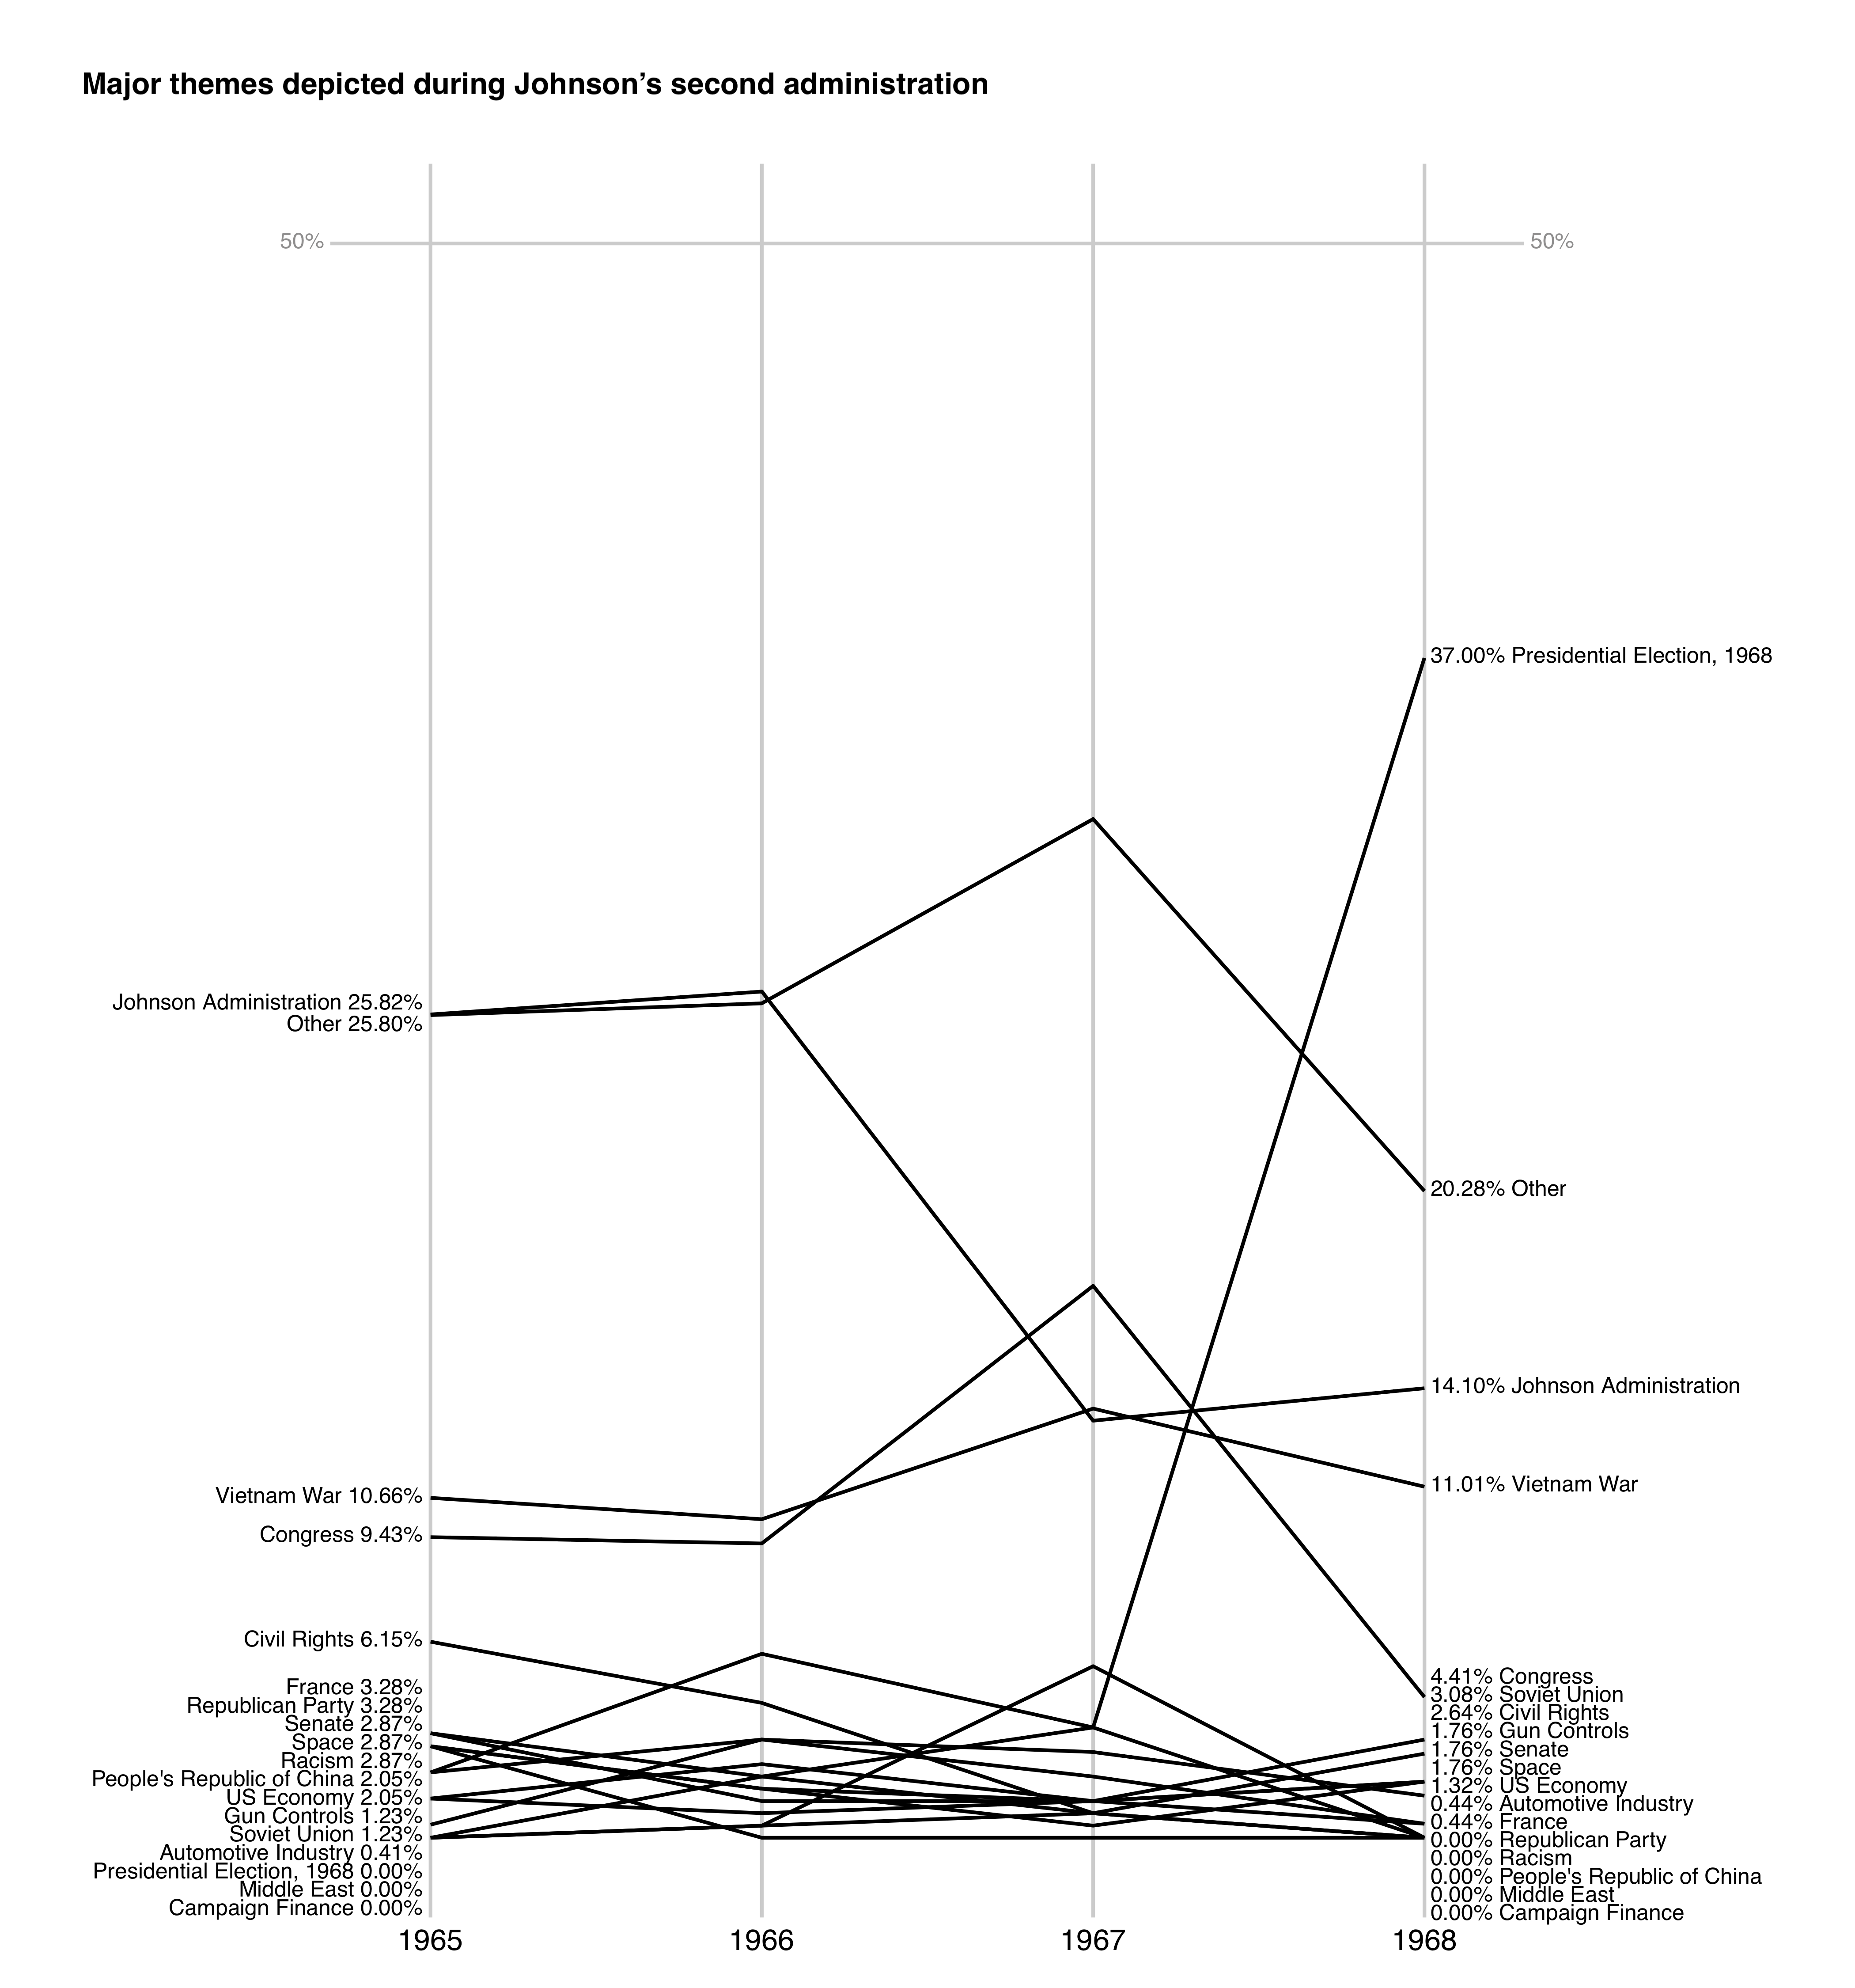 Major themes depicted during Johnson’s second administration
50%
50%
37.00% Presidential Election, 1968
Johnson Administration 25.82%
Other 25.80%
20.28% Other
14.10% Johnson Administration
Vietnam War 10.66%
11.01% Vietnam War
Congress 9.43%
Civil Rights 6.15%
France 3.28%
Republican Party 3.28%
Senate 2.87%
Space 2.87%
Racism 2.87%
People's Republic of China 2.05%
US Economy 2.05%
Gun Controls 1.23%
Soviet Union 1.23%
Automotive Industry 0.41%
Presidential Election, 1968 0.00%
Middle East 0.00%
Campaign Finance 0.00%
4.41% Congress
3.08% Soviet Union
2.64% Civil Rights
1.76% Gun Controls
1.76% Senate
1.76% Space
1.32% US Economy
0.44% Automotive Industry
0.44% France
0.00% Republican Party
0.00% Racism
0.00% People's Republic of China
0.00% Middle East
0.00% Campaign Finance
1965
1966
1967
1968